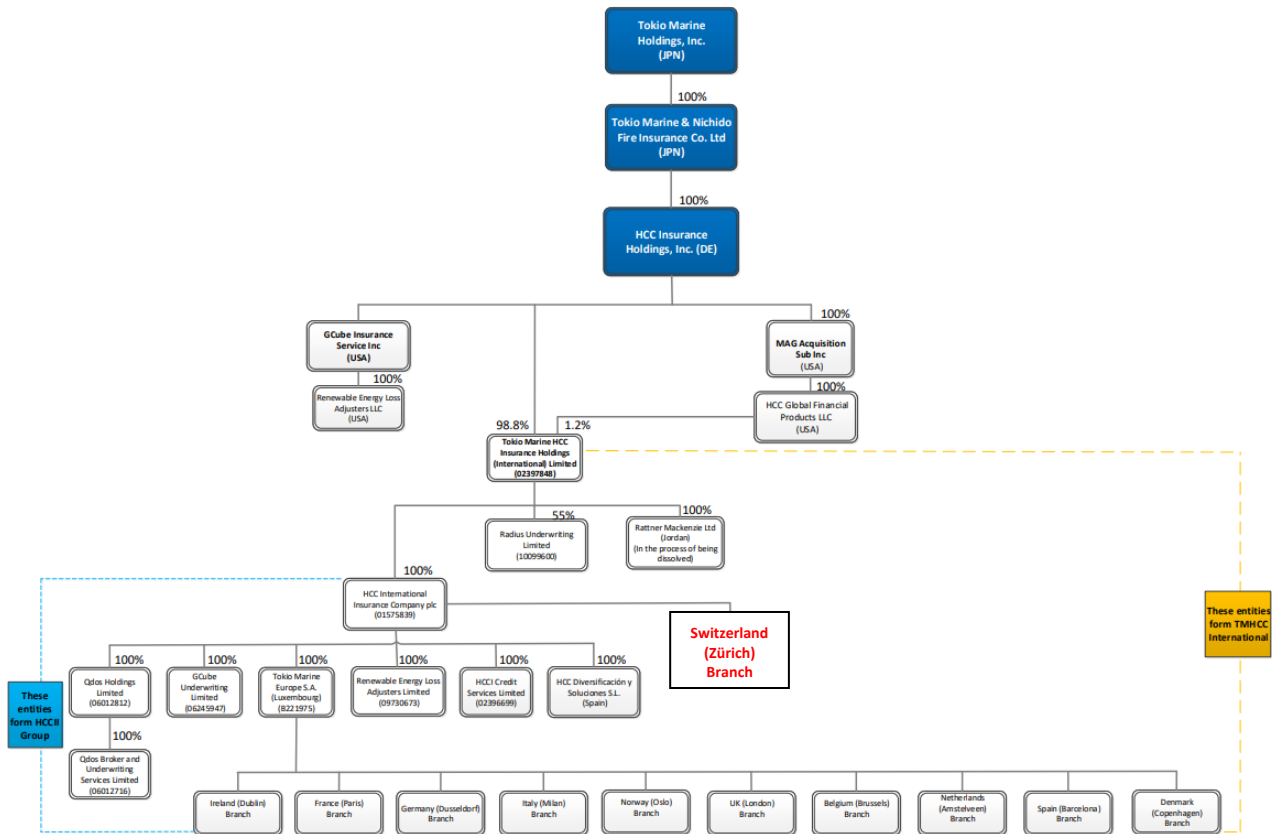 Tokio Marine
Holdings, Inc.
(JPN)
100%
Tokio Marine & Nichido
Fire Insurance Co. Ltd
(JPN)
100%
HCC Insurance
Holdings, Inc. (DE)
GCube Insurance
Service Inc
(USA)
100%
Renewable Energy Loss
Adjusters LLC
(USA)
100%
MAG Acquisition
Sub Inc
(USA)
100%
HCC Global Financial
Products LLC
(USA)
98.8%
1.2%
Tokio Marine HCC
Insurance Holdings
(International) Limited
(02397848)
55%
Radius Underwriting
Limited
(10099600)
100%
Rattner Mackenzie Ltd
(Jordan)
(In the process of being
dissolved)
100%
HCC International
Insurance Company plc
(01575839)
Switzerland
(Zürich)
Branch
These entities
form TMHCC
International
These
entities
form HCCII
Group
100%
Qdos Holdings
Limited
(06012812)
100%
GCube
Underwriting
Limited
(06245947)
100%
Tokio Marine
Europe S.A.
(Luxembourg)
(B221975)
100%
Renewable Energy Loss
Adjusters Limited
(09730673)
100%
HCCI Credit
Services Limited
(02396699)
100%
HCC Diversificación y
Soluciones S.L.
(Spain)
100%
Qdos Broker and
Underwriting
Services Limited
(06012716)
Ireland (Dublin)
Branch
France (Paris)
Branch
Germany (Dusseldorf)
Branch
Italy (Milan)
Branch
Norway (Oslo)
Branch
UK (London)
Branch
Belgium (Brussels)
Branch
Netherlands
(Amstelveen)
Branch
Spain (Barcelona)
Branch
Denmark
(Copenhagen)
Branch